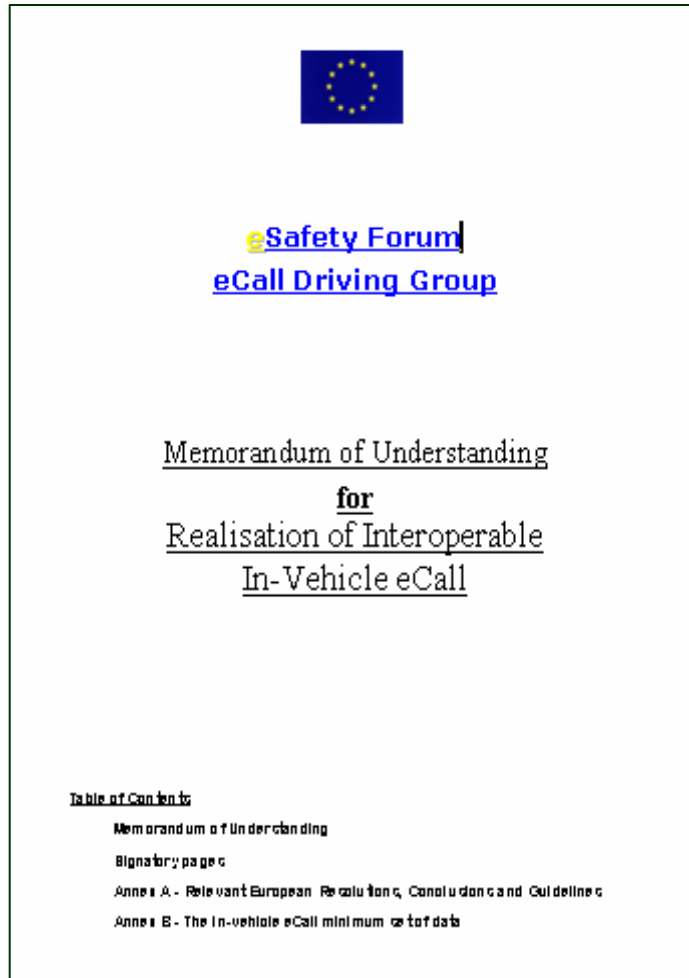 eSafety Forum
eCall Driving Group
Memorandum of Understanding
for
Realisation of Interoperable
In-Vehicle eCall
Table of Contents
Memorandum of Understanding
Signatory pages
Annex A - Relevant European Resolutions, Conclusions and Guidelines
Annex B - The in-vehicle eCall minimum set of data